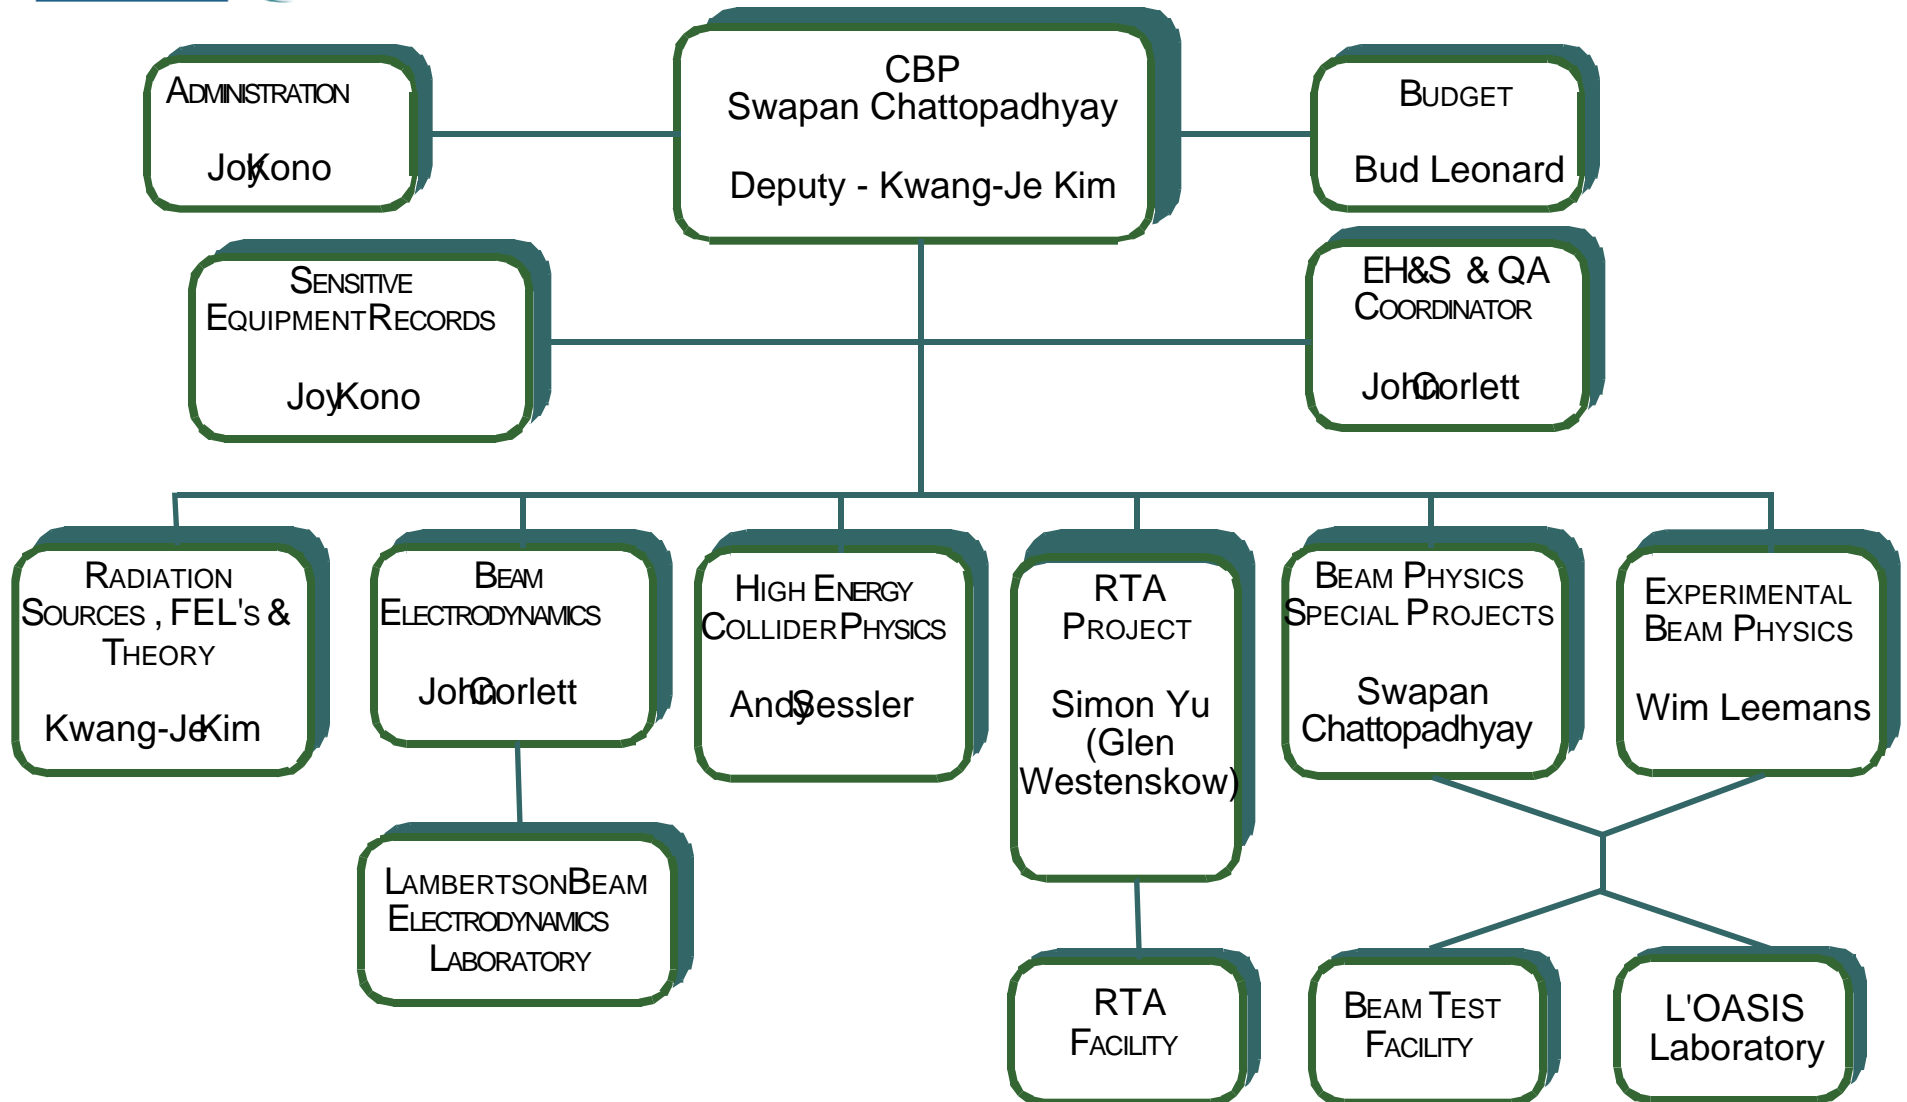 ADMINISTRATION
Joy Kono
CBP
Swapan Chattopadhyay
Deputy - Kwang-Je Kim
BUDGET
Bud Leonard
SENSITIVE
EQUIPMENT RECORDS
Joy Kono
EH&S & QA
COORDINATOR
John Corlett
RADIATION
SOURCES , FEL'S &
THEORY
Kwang-Je Kim
BEAM
ELECTRODYNAMICS
John Corlett
HIGH ENERGY
COLLIDER PHYSICS
Andy Sessler
RTA
PROJECT
Simon Yu
(Glen
Westenskow)
BEAM PHYSICS
SPECIAL PROJECTS
Swapan
Chattopadhyay
EXPERIMENTAL
BEAM PHYSICS
Wim Leemans
LAMBERTSON BEAM
ELECTRODYNAMICS
LABORATORY
RTA
FACILITY
BEAM TEST
FACILITY
L'OASIS
Laboratory